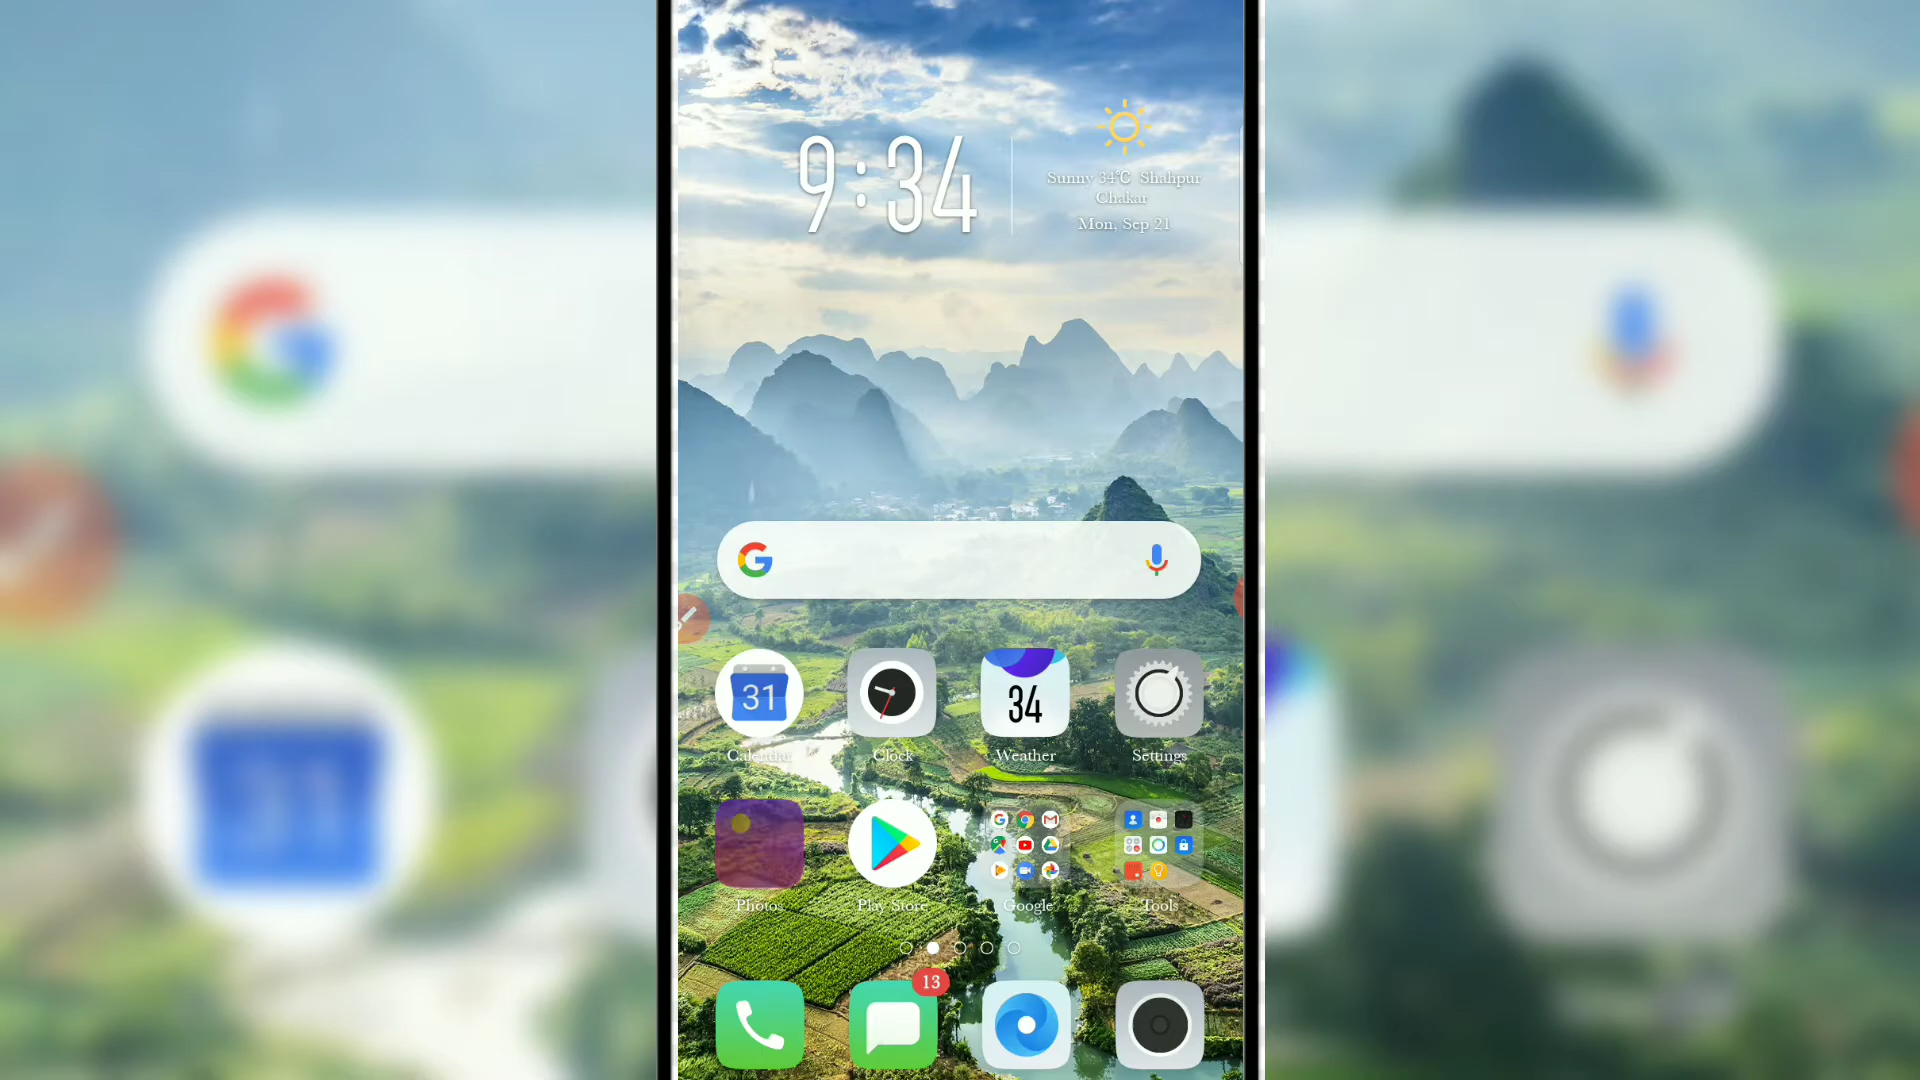 9:34
Sunny 34℃ Shahpur
Chakar
Mon, Sep 21
31
34
Calendar
Clock
Weather
Settings
Photos
Play Store
Google
Tools
13